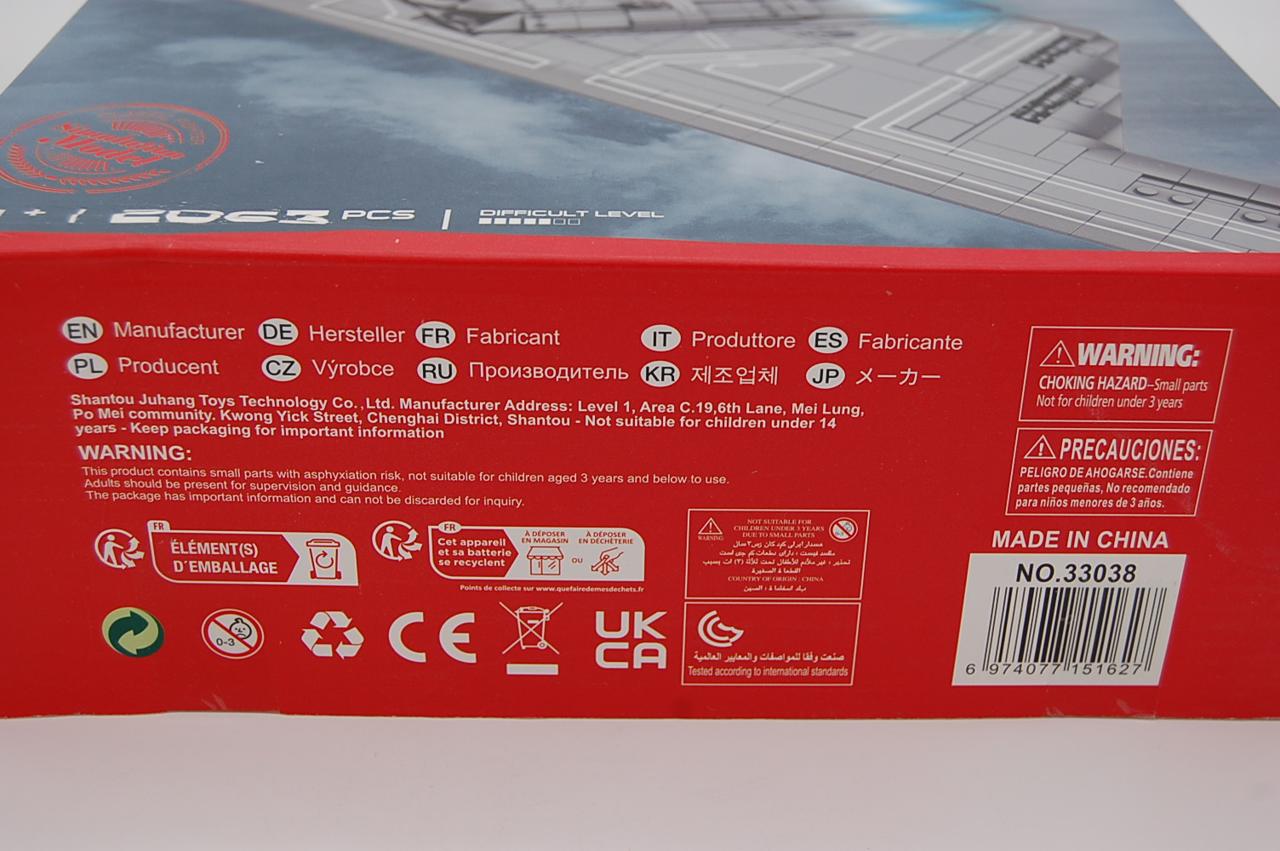 Simulation
Model
2063 PCS
DIFFICULT LEVEL
EN Manufacturer DE Hersteller FR Fabricant IT Produttore ES Fabricante
PL Producent CZ Výrobce RU Производитель KR 제조업체 JP メーカー
Shantou Juhang Toys Technology Co., Ltd. Manufacturer Address: Level 1, Area C.19,6th Lane, Mei Lung,
Po Mei community. Kwong Yick Street, Chenghai District, Shantou - Not suitable for children under 14
years - Keep packaging for important information
WARNING:
This product contains small parts with asphyxiation risk, not suitable for children aged 3 years and below to use.
Adults should be present for supervision and guidance.
The package has important information and can not be discarded for inquiry.
FR
ÉLÉMENT(S)
D'EMBALLAGE
FR
Cet appareil
et sa batterie
se recyclent
À DÉPOSER
EN MAGASIN
OU
À DÉPOSER
EN DÉCHÈTERIE
Points de collecte sur www.quefairedemesdechets.fr
WARNING
NOT SUITABLE FOR
CHILDREN UNDER 3 YEARS
DUE TO SMALL PARTS
COUNTRY OF ORIGIN : CHINA
0-3
CE
UK
CA
صنعت وفقا للمواصفات والمعايير العالمية
Tested according to international standards
WARNING:
CHOKING HAZARD–Small parts
Not for children under 3 years
PRECAUCIONES:
PELIGRO DE AHOGARSE.Contiene
partes pequeñas, No recomendado
para niños menores de 3 años.
MADE IN CHINA
NO.33038
6 974077 151627